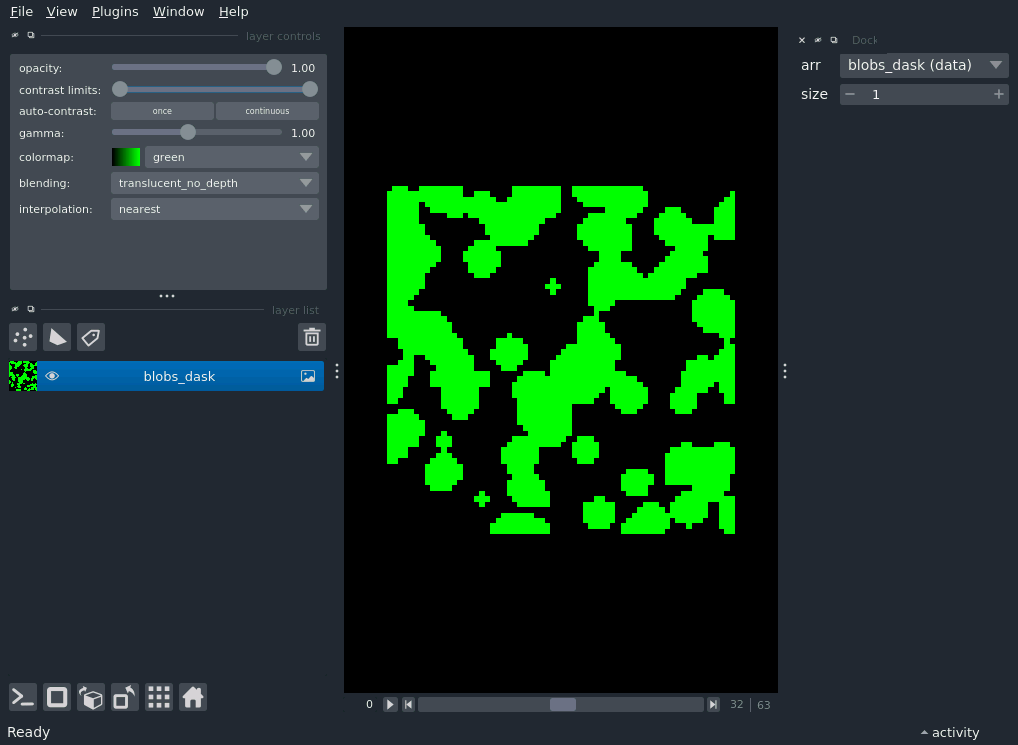 File View Plugins Window Help
layer controls
opacity: 1.00
contrast limits:
auto-contrast: once continuous
gamma: 1.00
colormap: green
blending: translucent_no_depth
interpolation: nearest
layer list
blobs_dask
0 32 63
Ready
Dock
arr blobs_dask (data)
size 1
activity